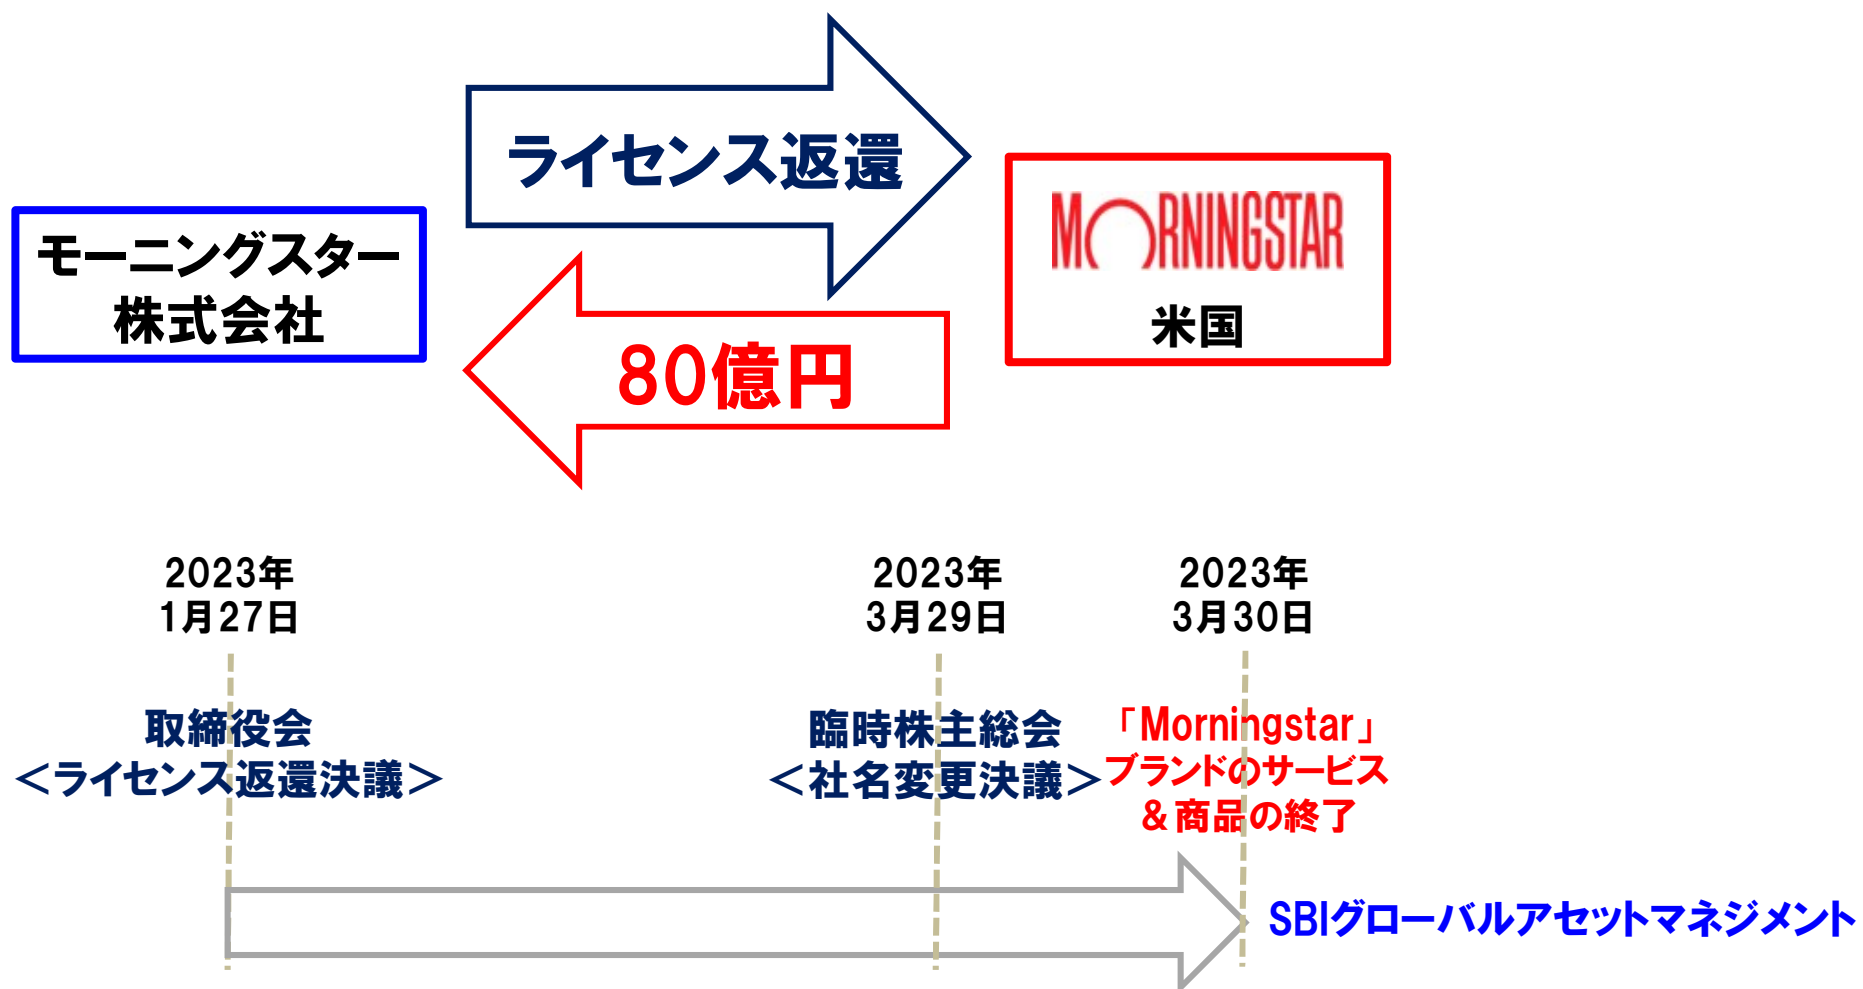 ライセンス返還
モーニングスター
株式会社
MORNINGSTAR
米国
80億円
2023年
1月27日
2023年
3月29日
2023年
3月30日
取締役会
＜ライセンス返還決議＞
臨時株主総会
＜社名変更決議＞
「Morningstar」
ブランドのサービス
＆商品の終了
SBIグローバルアセットマネジメント